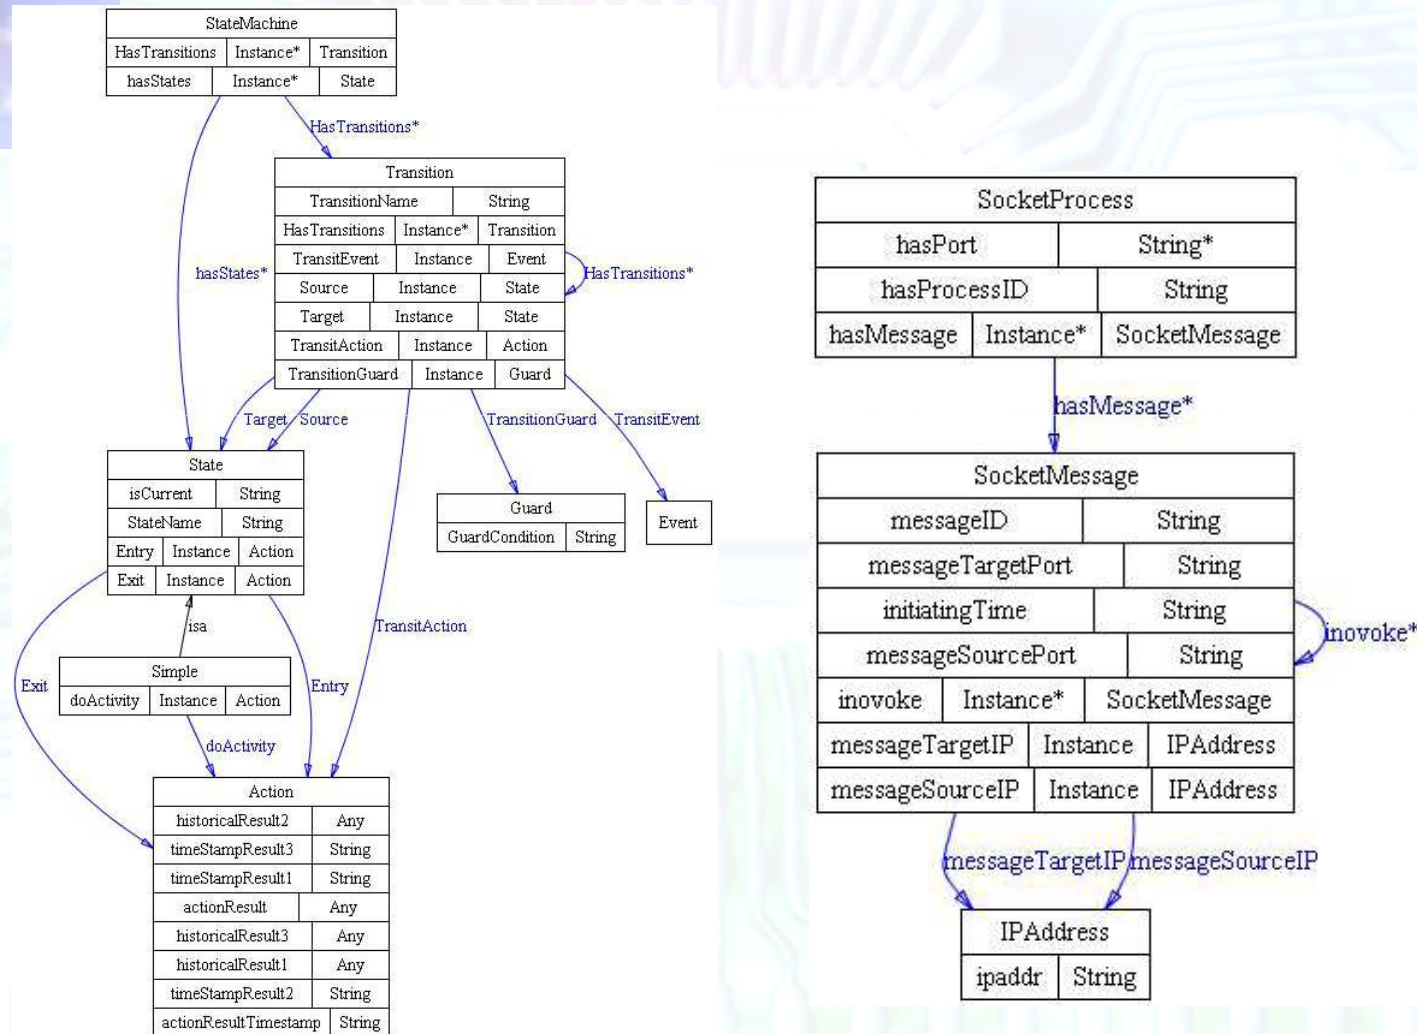 StateMachine
HasTransitions Instance* Transition
hasStates Instance* State
HasTransitions*
hasStates*
Transition
TransitionName String
HasTransitions Instance* Transition
TransitEvent Instance Event
Source Instance State
Target Instance State
TransitAction Instance Action
TransitionGuard Instance Guard
HasTransitions*
Target Source TransitionGuard TransitEvent
State
isCurrent String
StateName String
Entry Instance Action
Exit Instance Action
Guard
GuardCondition String
Event
isa
TransitAction
Simple
doActivity Instance Action
Exit
Entry
doActivity
Action
historicalResult2 Any
timeStampResult3 String
timeStampResult1 String
actionResult Any
historicalResult3 Any
historicalResult1 Any
timeStampResult2 String
actionResultTimestamp String
SocketProcess
hasPort String*
hasProcessID String
hasMessage Instance* SocketMessage
hasMessage*
SocketMessage
messageID String
messageTargetPort String
initiatingTime String
messageSourcePort String
inovoke Instance* SocketMessage
messageTargetIP Instance IPAddress
messageSourceIP Instance IPAddress
inovoke*
messageTargetIP messageSourceIP
IPAddress
ipaddr String